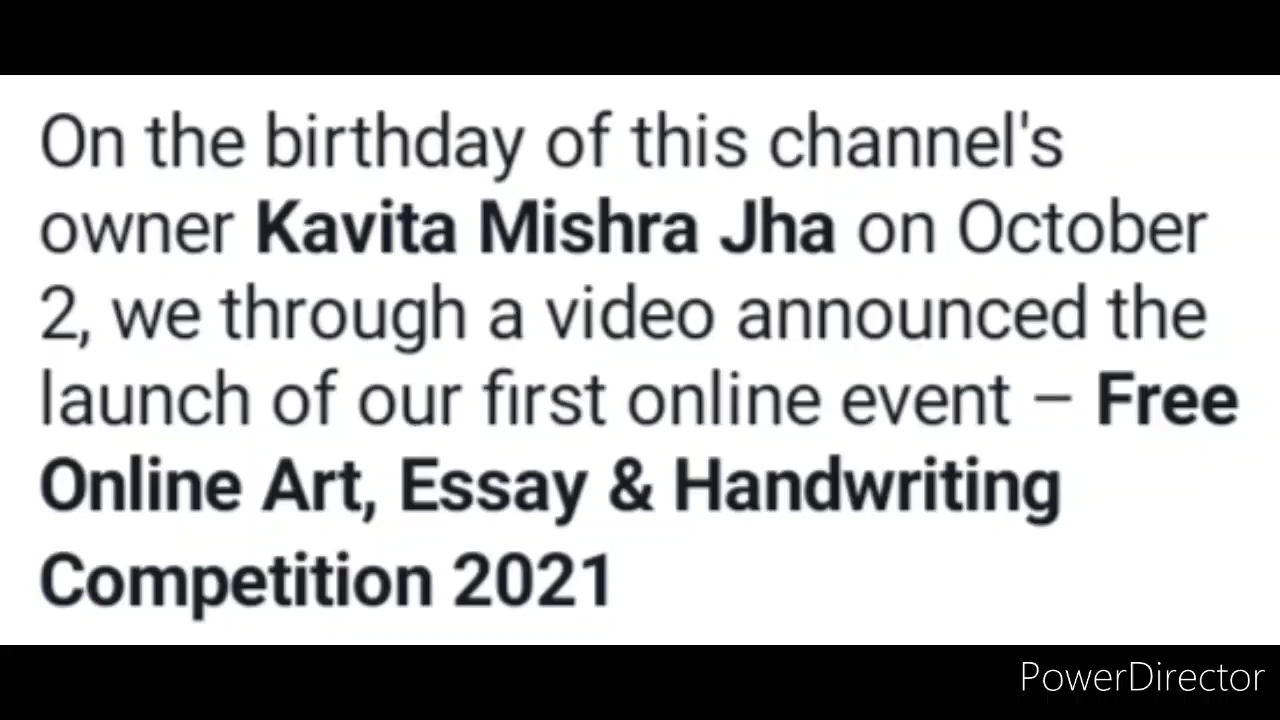 On the birthday of this channel's
owner Kavita Mishra Jha on October
2, we through a video announced the
launch of our first online event – Free
Online Art, Essay & Handwriting
Competition 2021
PowerDirector